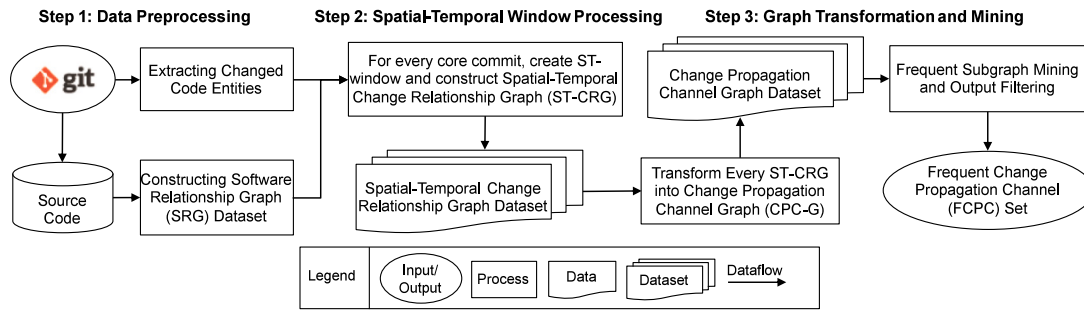 Step 1: Data Preprocessing
git
Extracting Changed
Code Entities
Source
Code
Constructing Software
Relationship Graph
(SRG) Dataset
Step 2: Spatial-Temporal Window Processing
For every core commit, create ST-
window and construct Spatial-Temporal
Change Relationship Graph (ST-CRG)
Spatial-Temporal Change
Relationship Graph Dataset
Step 3: Graph Transformation and Mining
Change Propagation
Channel Graph Dataset
Transform Every ST-CRG
into Change Propagation
Channel Graph (CPC-G)
Frequent Subgraph Mining
and Output Filtering
Frequent Change
Propagation Channel
(FCPC) Set
Legend
Input/
Output
Process
Data
Dataset
Dataflow